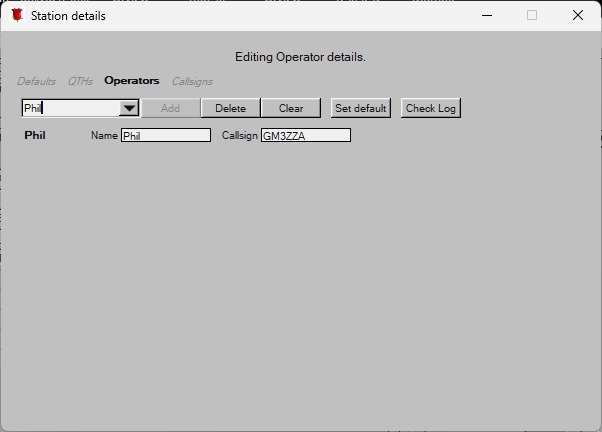 Station details
Editing Operator details.
Defaults QTHs Operators Callsigns
Phil Add Delete Clear Set default Check Log
Phil Name Phil Callsign GM3ZZA